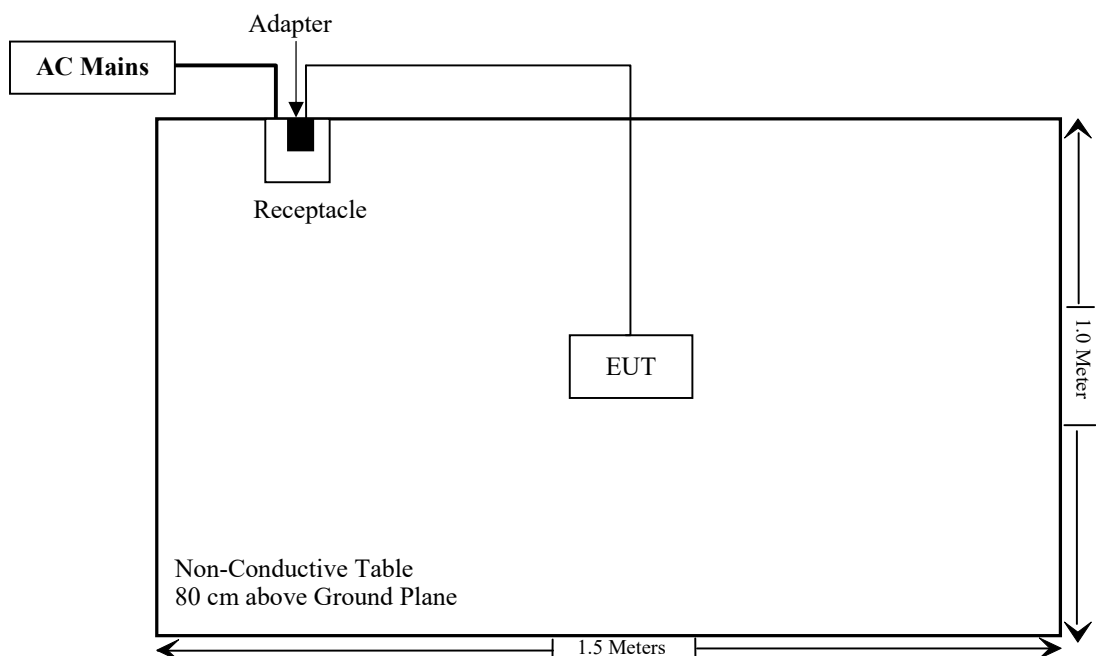 Adapter
AC Mains
Receptacle
EUT
1.0 Meter
Non-Conductive Table
80 cm above Ground Plane
1.5 Meters